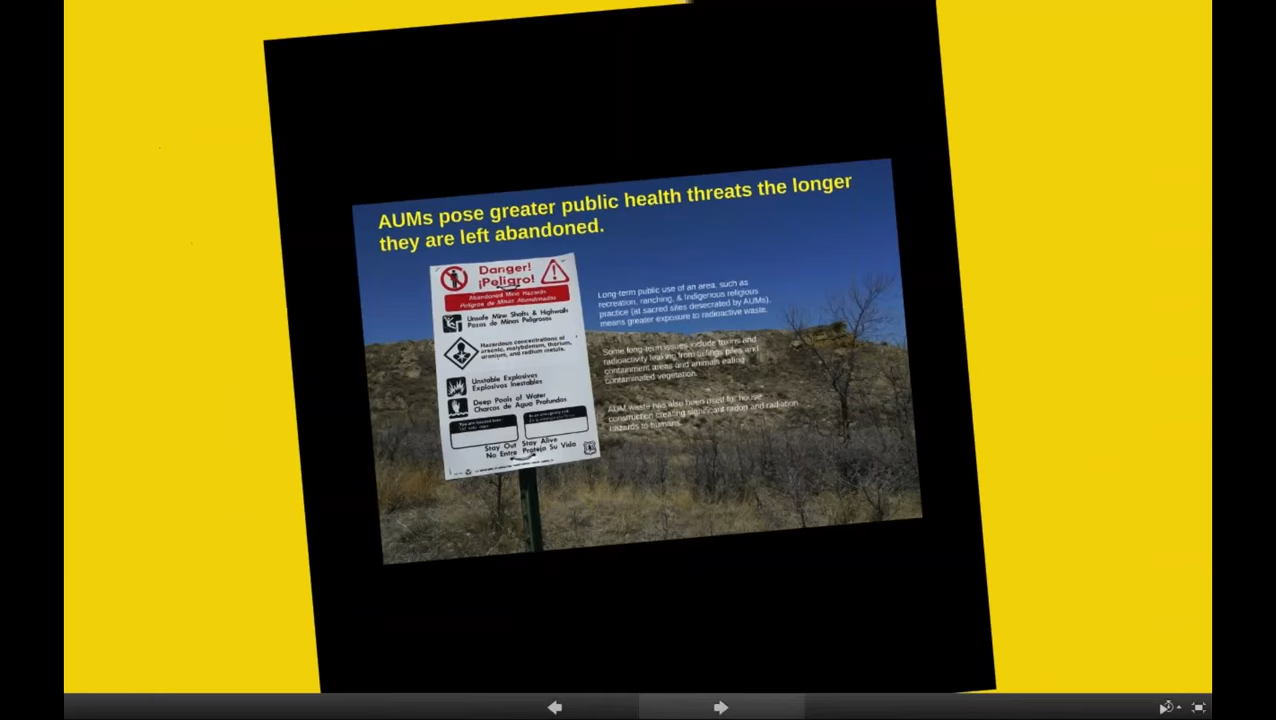 AUMs pose greater public health threats the longer
they are left abandoned.
Danger!
¡Peligro!
Abandoned Mine Hazards
Peligros de Minas Abandonadas
Unsafe Mine Shafts & Highwalls
Pozos de Minas Peligrosos
Hazardous concentrations of
arsenic, molybdenum, thorium,
uranium, and radium metals.
Unstable Explosives
Explosivos Inestables
Deep Pools of Water
Charcos de Agua Profundos
Stay Out Stay Alive
No Entre Proteja Su Vida
Long-term public use of an area, such as
recreation, ranching, & Indigenous religious
practice (at sacred sites desecrated by AUMs),
means greater exposure to radioactive waste.
Some long-term issues include toxins and
radioactivity leaking from tailings piles and
containment areas and animals eating
contaminated vegetation.
AUM waste has also been used for house
construction creating significant radon and radiation
hazards to humans.